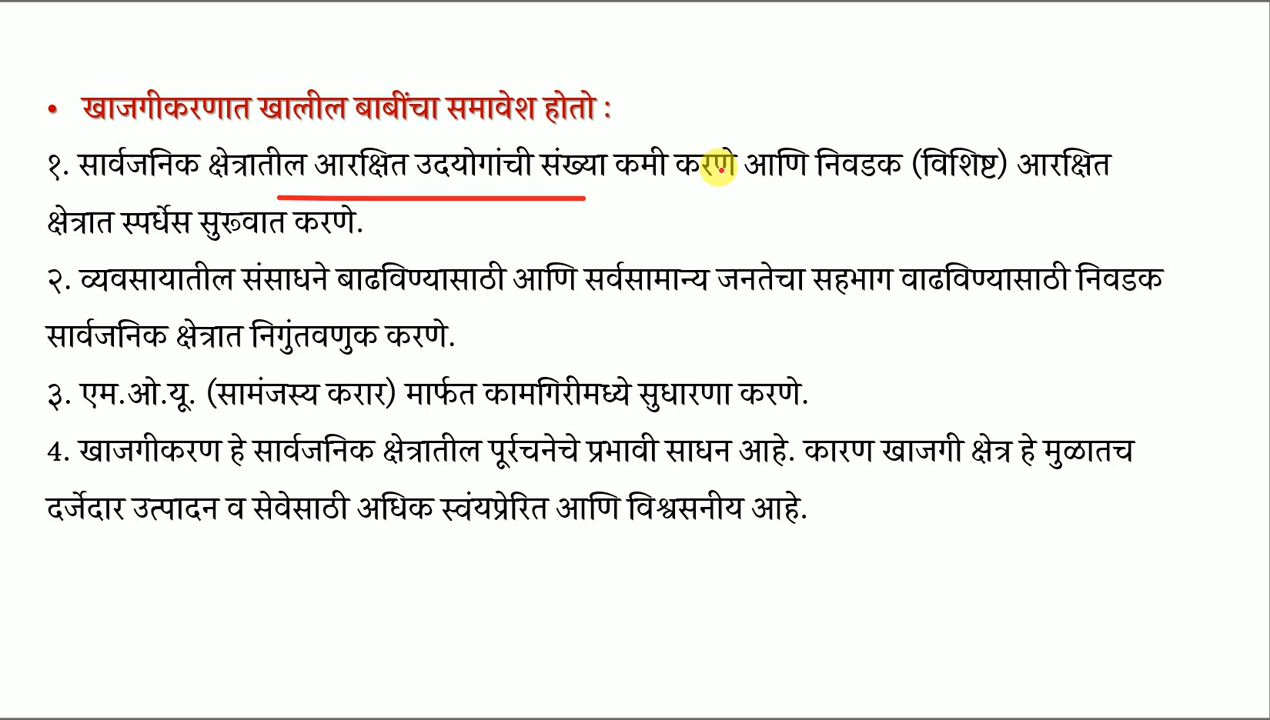 • खाजगीकरणात खालील बाबींचा समावेश होतो :
१. सार्वजनिक क्षेत्रातील आरक्षित उदयोगांची संख्या कमी करणे आणि निवडक (विशिष्ट) आरक्षित
क्षेत्रात स्पर्धेस सुरूवात करणे.
२. व्यवसायातील संसाधने बाढविण्यासाठी आणि सर्वसामान्य जनतेचा सहभाग वाढविण्यासाठी निवडक
सार्वजनिक क्षेत्रात निगुंतवणुक करणे.
३. एम.ओ.यू. (सामंजस्य करार) मार्फत कामगिरीमध्ये सुधारणा करणे.
4. खाजगीकरण हे सार्वजनिक क्षेत्रातील पूर्रचनेचे प्रभावी साधन आहे. कारण खाजगी क्षेत्र हे मुळातच
दर्जेदार उत्पादन व सेवेसाठी अधिक स्वंयप्रेरित आणि विश्वसनीय आहे.